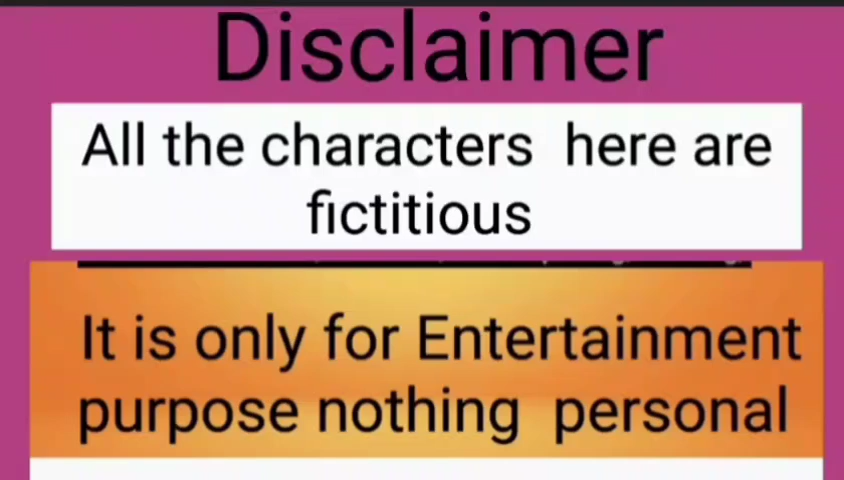 Disclaimer
All the characters here are
fictitious
It is only for Entertainment
purpose nothing personal